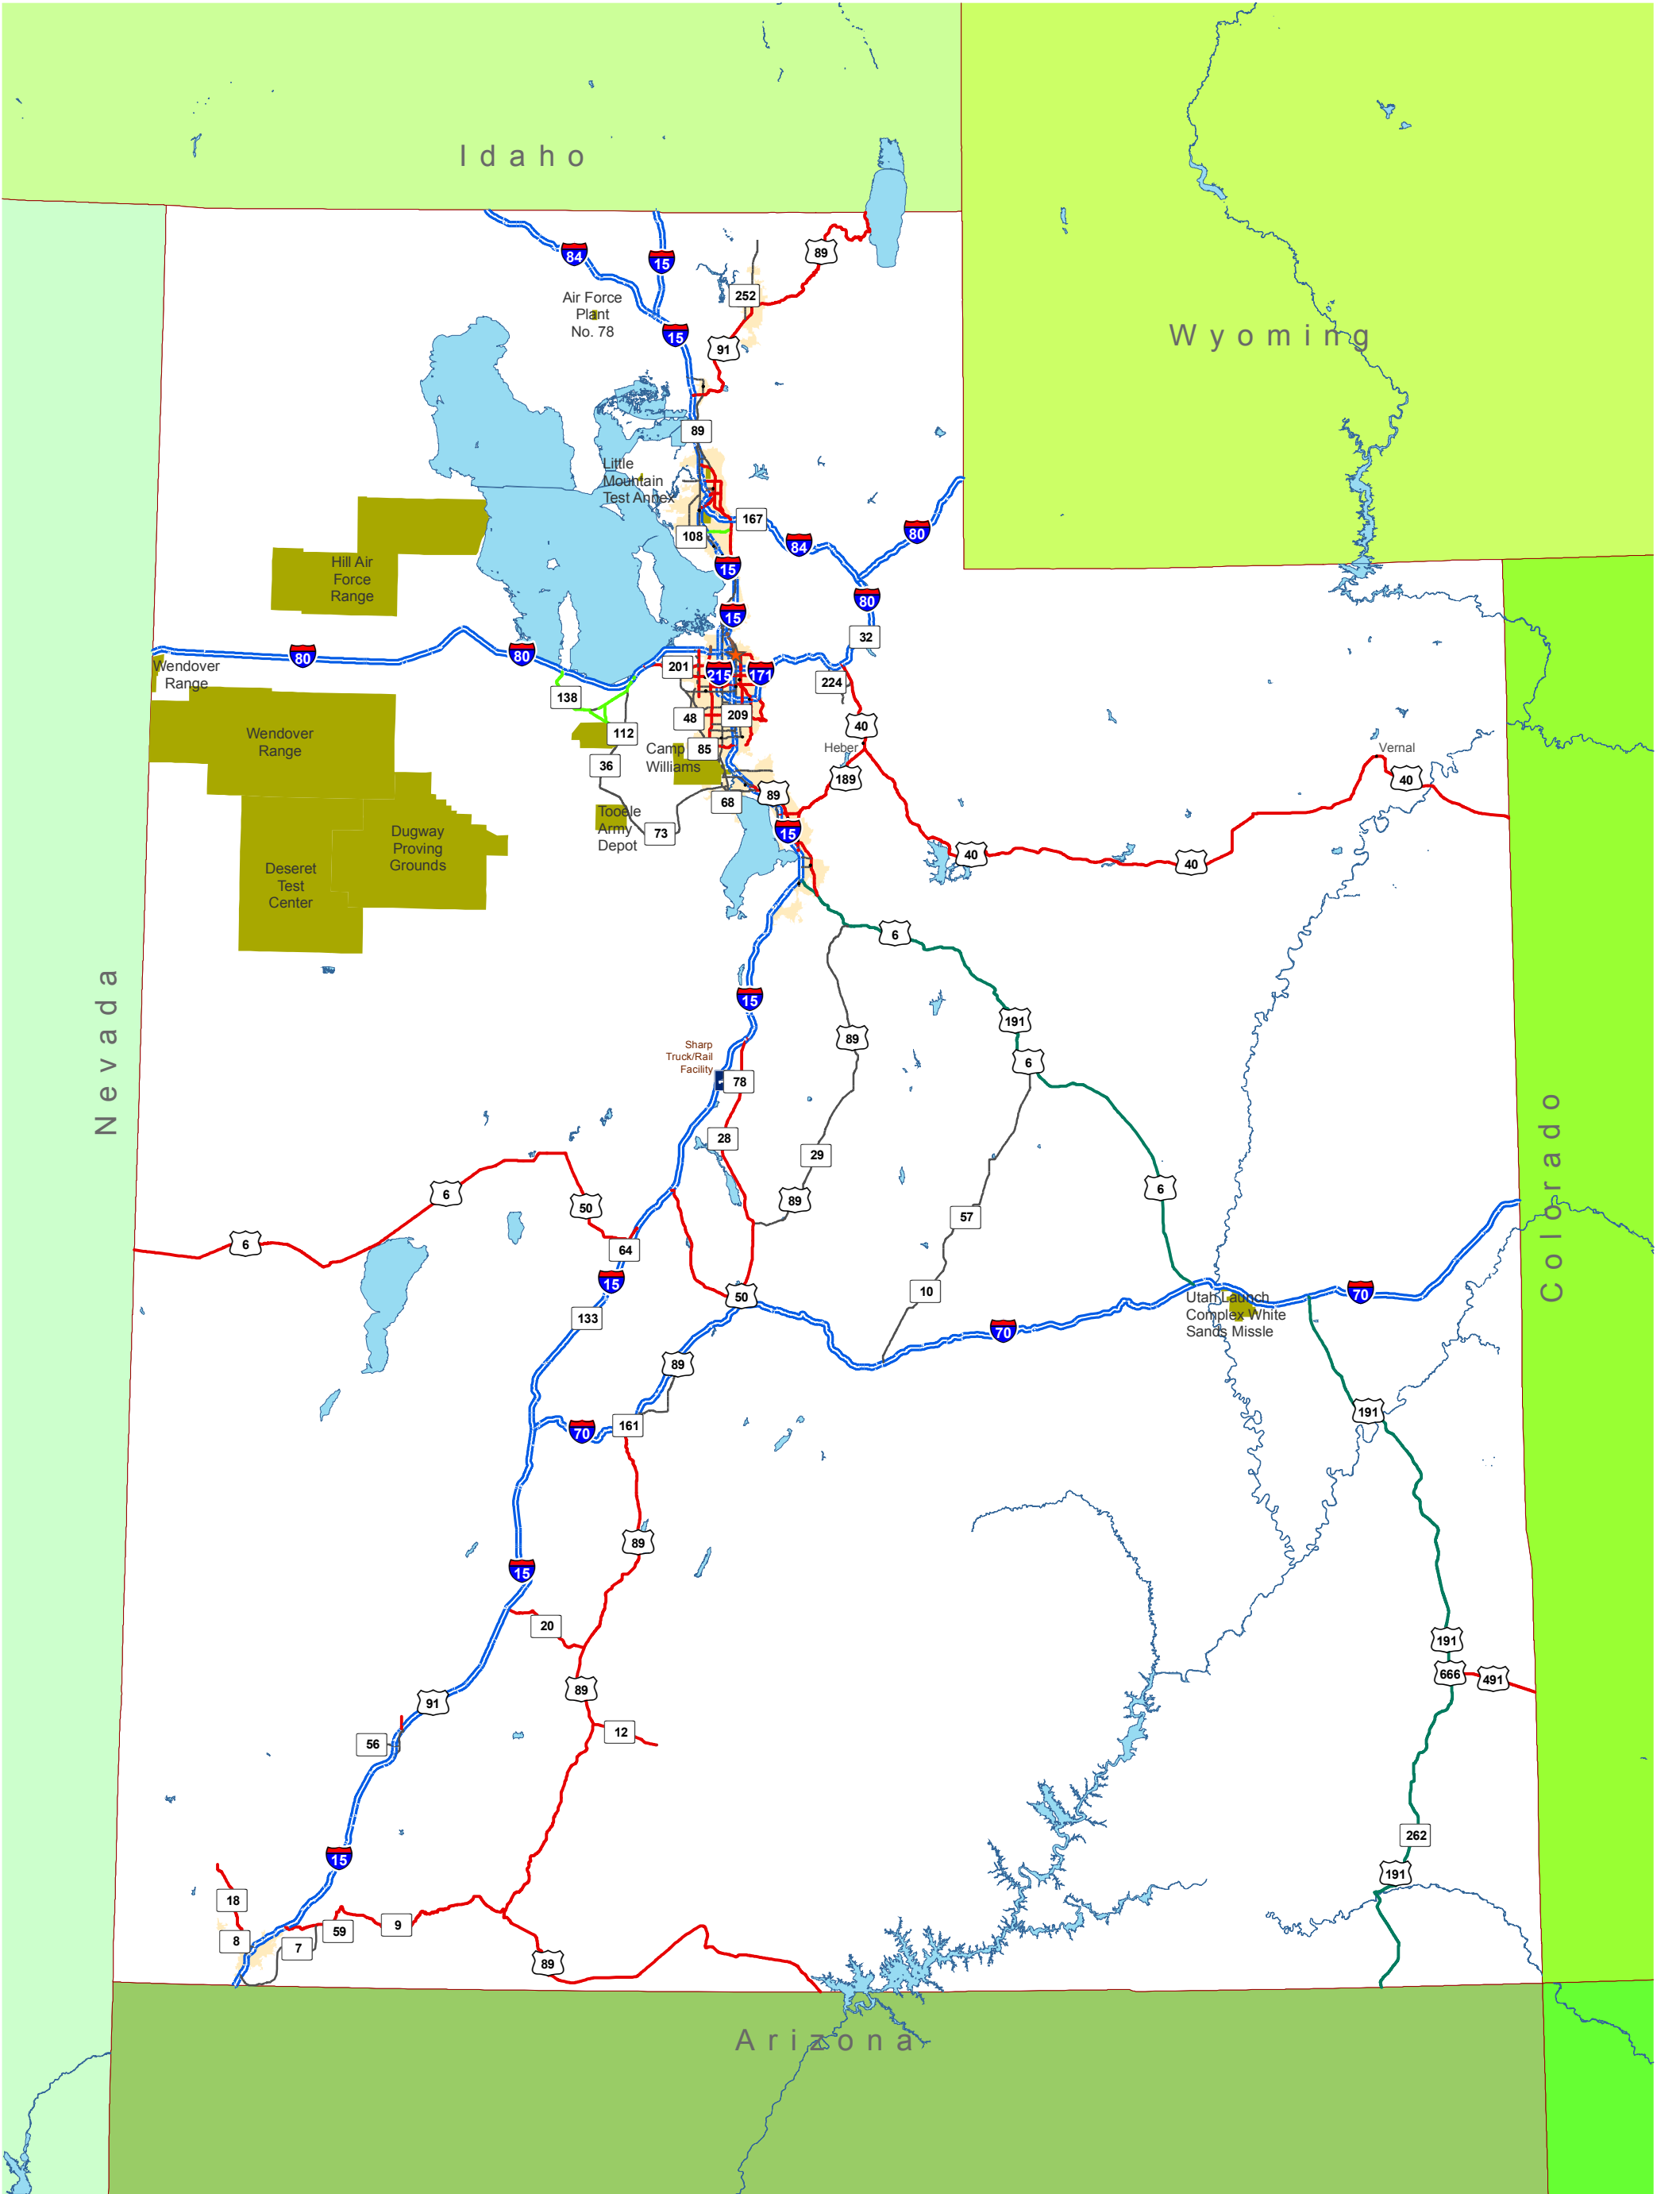 Idaho
89
84
15
252
Air Force
Plant
No. 78
15
Wyoming
91
89
Little
Mountain
Test Annex
167
80
108
84
Hill Air
Force
Range
15
80
15
32
80
80
Wendover
Range
201
215
171
224
138
48
209
40
112
Wendover
Range
Camp
Williams
85
Heber
Vernal
36
189
40
89
68
Tooele
Army
Depot
73
15
Dugway
Proving
Grounds
40
40
Deseret
Test
Center
6
Nevada
15
191
89
Sharp
Truck/Rail
Facility
6
78
28
29
Colorado
6
6
89
50
57
6
64
15
10
50
70
Utah Launch
Complex White
Sands Missle
133
70
89
191
161
70
89
15
20
191
666
491
89
91
12
56
262
15
191
18
9
59
8
7
89
Arizona